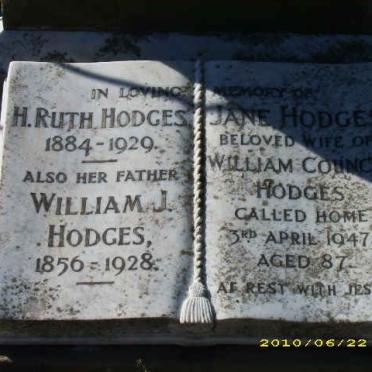 IN LOVING
H. RUTH HODGES
1884-1929.
ALSO HER FATHER
WILLIAM J.
HODGES,
1856-1928.
MEMORY OF
JANE HODGES
BELOVED WIFE OF
WILLIAM
HODGES
CALLED HOME
3RD APRIL 1947
AGED 87.
AT REST WITH JES
2010/06/22